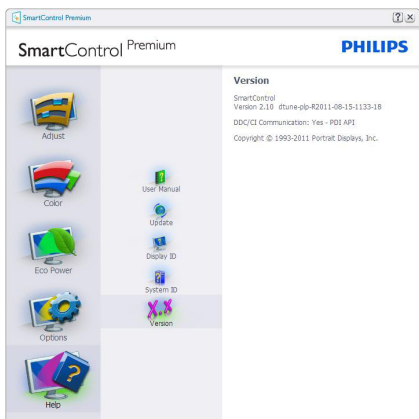 SmartControl Premium
SmartControl Premium
PHILIPS
Adjust
Color
Eco Power
Options
Help
User Manual
Update
Display ID
System ID
X.X
Version
Version
SmartControl
Version 2.10 dtune-plp-R2011-08-15-1133-18
DDC/CI Communication: Yes - PDI API
Copyright © 1993-2011 Portrait Displays, Inc.